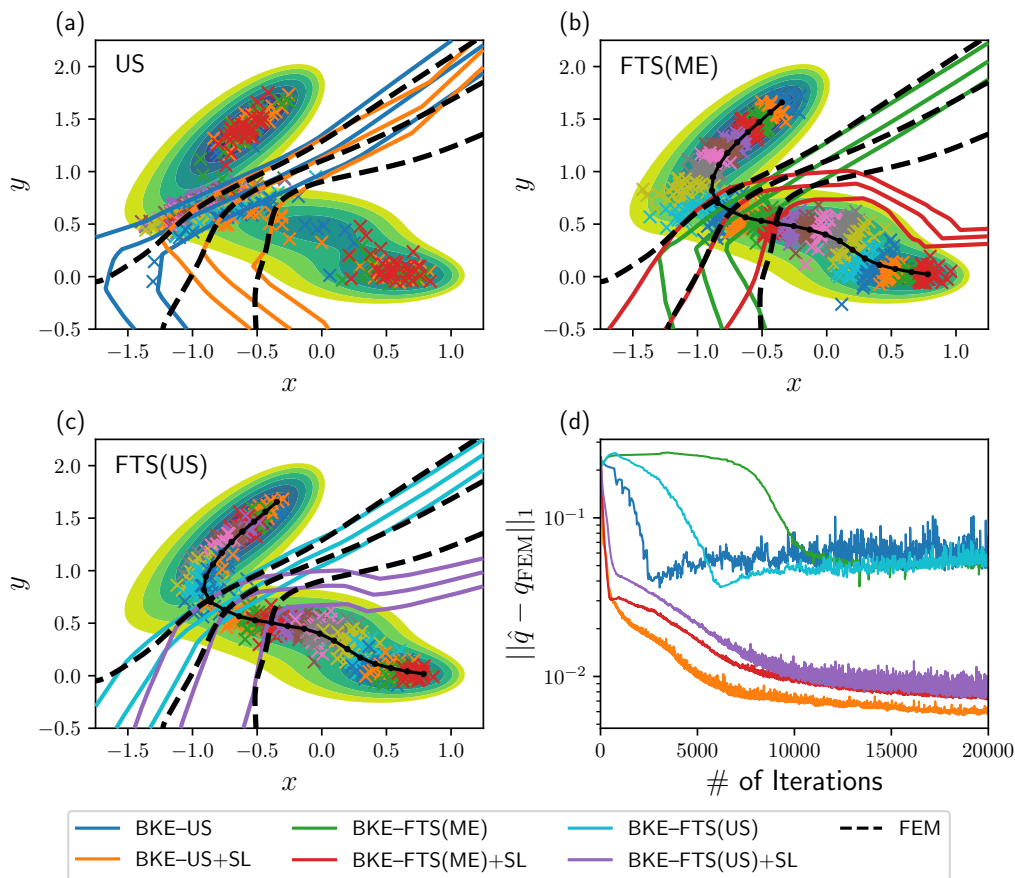 (a)
US
2.0
1.5
1.0
0.5
0.0
−0.5
y
−1.5 −1.0 −0.5 0.0 0.5 1.0
x
(b)
FTS(ME)
2.0
1.5
1.0
0.5
0.0
−0.5
y
−1.5 −1.0 −0.5 0.0 0.5 1.0
x
(c)
FTS(US)
2.0
1.5
1.0
0.5
0.0
−0.5
y
−1.5 −1.0 −0.5 0.0 0.5 1.0
x
(d)
10⁻¹
10⁻²
||q̂ − q_FEM||₁
0 5000 10000 15000 20000
# of Iterations
BKE–US BKE–FTS(ME) BKE–FTS(US) FEM
BKE–US+SL BKE–FTS(ME)+SL BKE–FTS(US)+SL